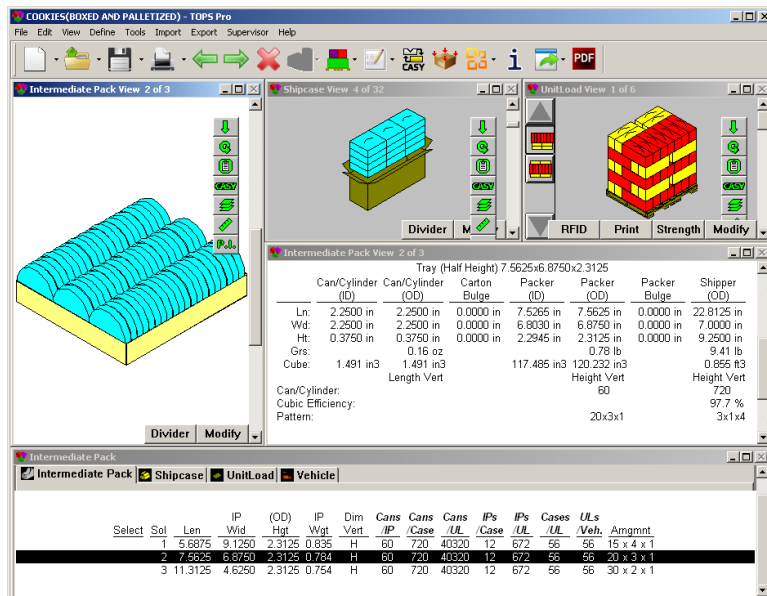 COOKIES(BOXED AND PALLETIZED) - TOPS Pro
File Edit View Define Tools Import Export Supervisor Help
CASY i PDF
Intermediate Pack View 2 of 3
CASY
P.I.
Divider Modify
Shipcase View 4 of 32
CASY
Divider M
UnitLoad View 1 of 6
CASY
RFID Print Strength Modify
Intermediate Pack View 2 of 3
Tray (Half Height) 7.5625x6.8750x2.3125
Can/Cylinder Can/Cylinder Carton Packer Packer Packer Shipper
(ID) (OD) Bulge (ID) (OD) Bulge (OD)
Ln: 2.2500 in 2.2500 in 0.0000 in 7.5265 in 7.5625 in 0.0000 in 22.8125 in
Wd: 2.2500 in 2.2500 in 0.0000 in 6.8030 in 6.8750 in 0.0000 in 7.0000 in
Ht: 0.3750 in 0.3750 in 0.0000 in 2.2945 in 2.3125 in 0.0000 in 9.2500 in
Grs: 0.16 oz 0.78 lb 9.41 lb
Cube: 1.491 in3 1.491 in3 117.485 in3 120.232 in3 0.855 ft3
Length Vert Height Vert Height Vert
Can/Cylinder: 60 720
Cubic Efficiency: 97.7 %
Pattern: 20x3x1 3x1x4
Intermediate Pack
Intermediate Pack Shipcase UnitLoad Vehicle
IP (OD) IP Dim Cans Cans Cans IPs IPs Cases ULs
Select Sol Len Wid Hgt Wgt Vert /IP /Case /UL /Case /UL /UL /Veh. Arngmnt
1 5.6875 9.1250 2.3125 0.835 H 60 720 40320 12 672 56 56 15 x 4 x 1
2 7.5625 6.8750 2.3125 0.784 H 60 720 40320 12 672 56 56 20 x 3 x 1
3 11.3125 4.6250 2.3125 0.754 H 60 720 40320 12 672 56 56 30 x 2 x 1